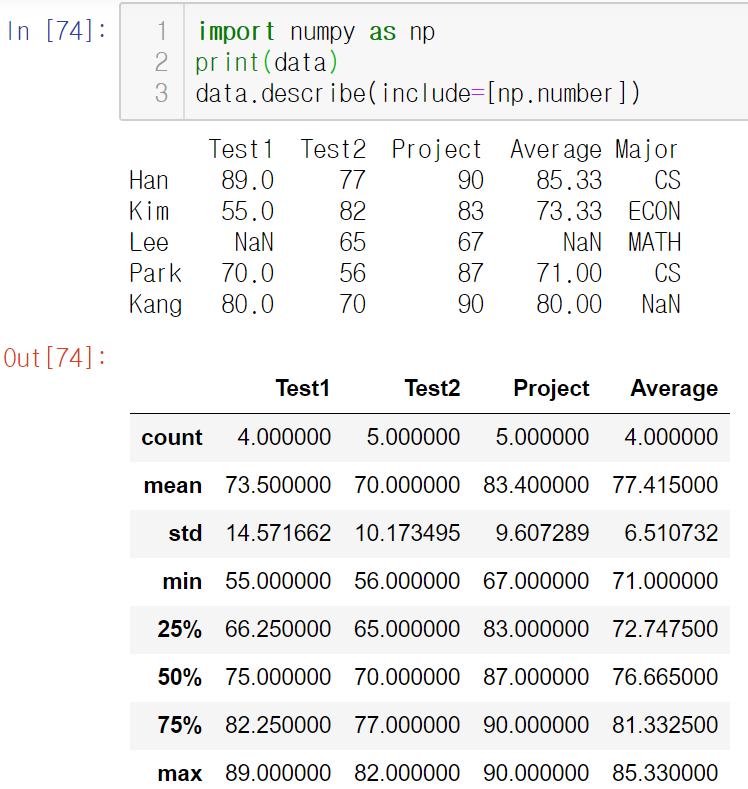 In [74]:
1 import numpy as np
2 print(data)
3 data.describe(include=[np.number])
Test1 Test2 Project Average Major
Han 89.0 77 90 85.33 CS
Kim 55.0 82 83 73.33 ECON
Lee NaN 65 67 NaN MATH
Park 70.0 56 87 71.00 CS
Kang 80.0 70 90 80.00 NaN
Out[74]:
Test1 Test2 Project Average
count 4.000000 5.000000 5.000000 4.000000
mean 73.500000 70.000000 83.400000 77.415000
std 14.571662 10.173495 9.607289 6.510732
min 55.000000 56.000000 67.000000 71.000000
25% 66.250000 65.000000 83.000000 72.747500
50% 75.000000 70.000000 87.000000 76.665000
75% 82.250000 77.000000 90.000000 81.332500
max 89.000000 82.000000 90.000000 85.330000